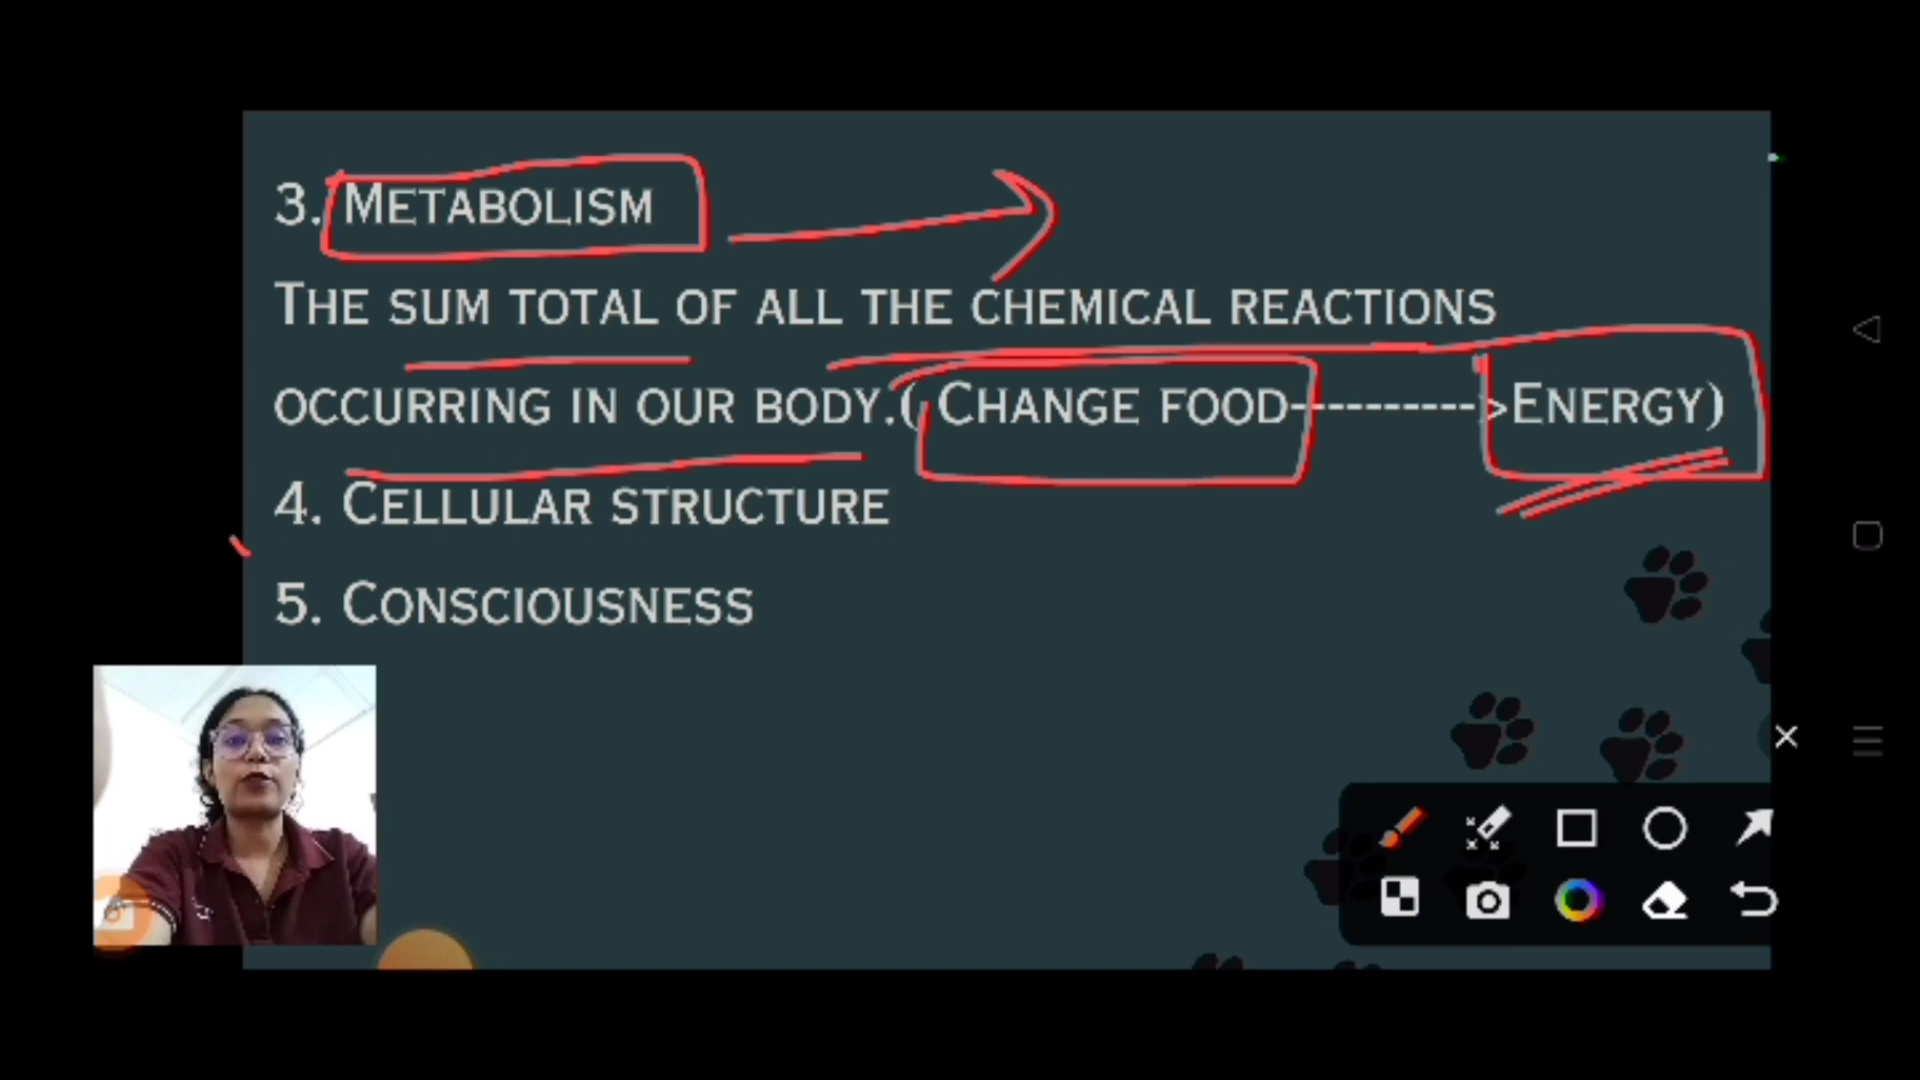 3. METABOLISM
THE SUM TOTAL OF ALL THE CHEMICAL REACTIONS
OCCURRING IN OUR BODY.( CHANGE FOOD---------->ENERGY)
4. CELLULAR STRUCTURE
5. CONSCIOUSNESS